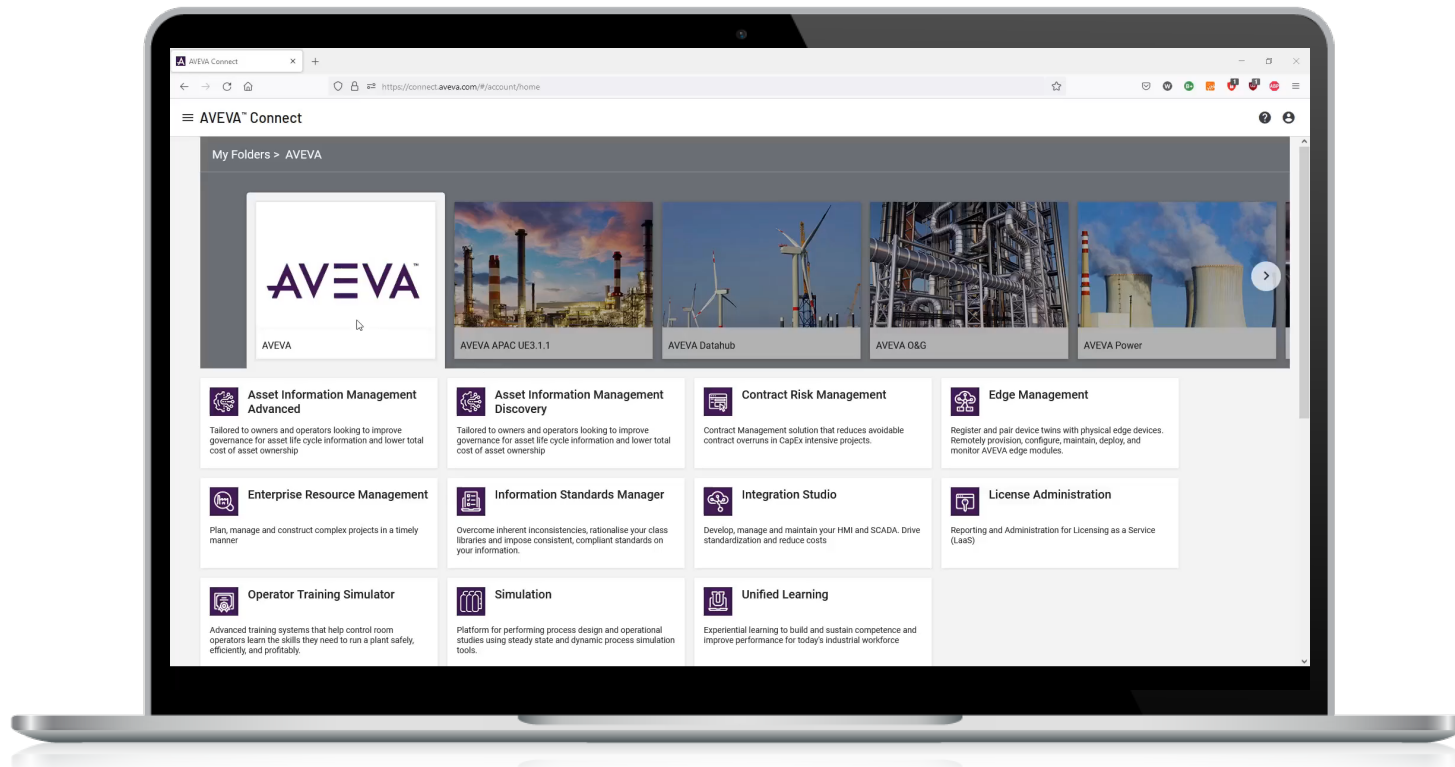 AVEVA Connect
https://connect.aveva.com/#/account/home
AVEVA™ Connect
My Folders > AVEVA
AVEVA™
AVEVA
AVEVA APAC UE3.1.1
AVEVA Datahub
AVEVA O&G
AVEVA Power
Asset Information Management
Advanced
Tailored to owners and operators looking to improve
governance for asset life cycle information and lower total
cost of asset ownership
Asset Information Management
Discovery
Tailored to owners and operators looking to improve
governance for asset life cycle information and lower total
cost of asset ownership
Contract Risk Management
Contract Management solution that reduces avoidable
contract overruns in CapEx intensive projects.
Edge Management
Register and pair device twins with physical edge devices.
Remotely provision, configure, maintain, deploy, and
monitor AVEVA edge modules.
Enterprise Resource Management
Plan, manage and construct complex projects in a timely
manner
Information Standards Manager
Overcome inherent inconsistencies, rationalise your class
libraries and impose consistent, compliant standards on
your information.
Integration Studio
Develop, manage and maintain your HMI and SCADA. Drive
standardization and reduce costs
License Administration
Reporting and Administration for Licensing as a Service
(LaaS)
Operator Training Simulator
Advanced training systems that help control room
operators learn the skills they need to run a plant safely,
efficiently, and profitably.
Simulation
Platform for performing process design and operational
studies using steady state and dynamic process simulation
tools.
Unified Learning
Experiential learning to build and sustain competence and
improve performance for today's industrial workforce